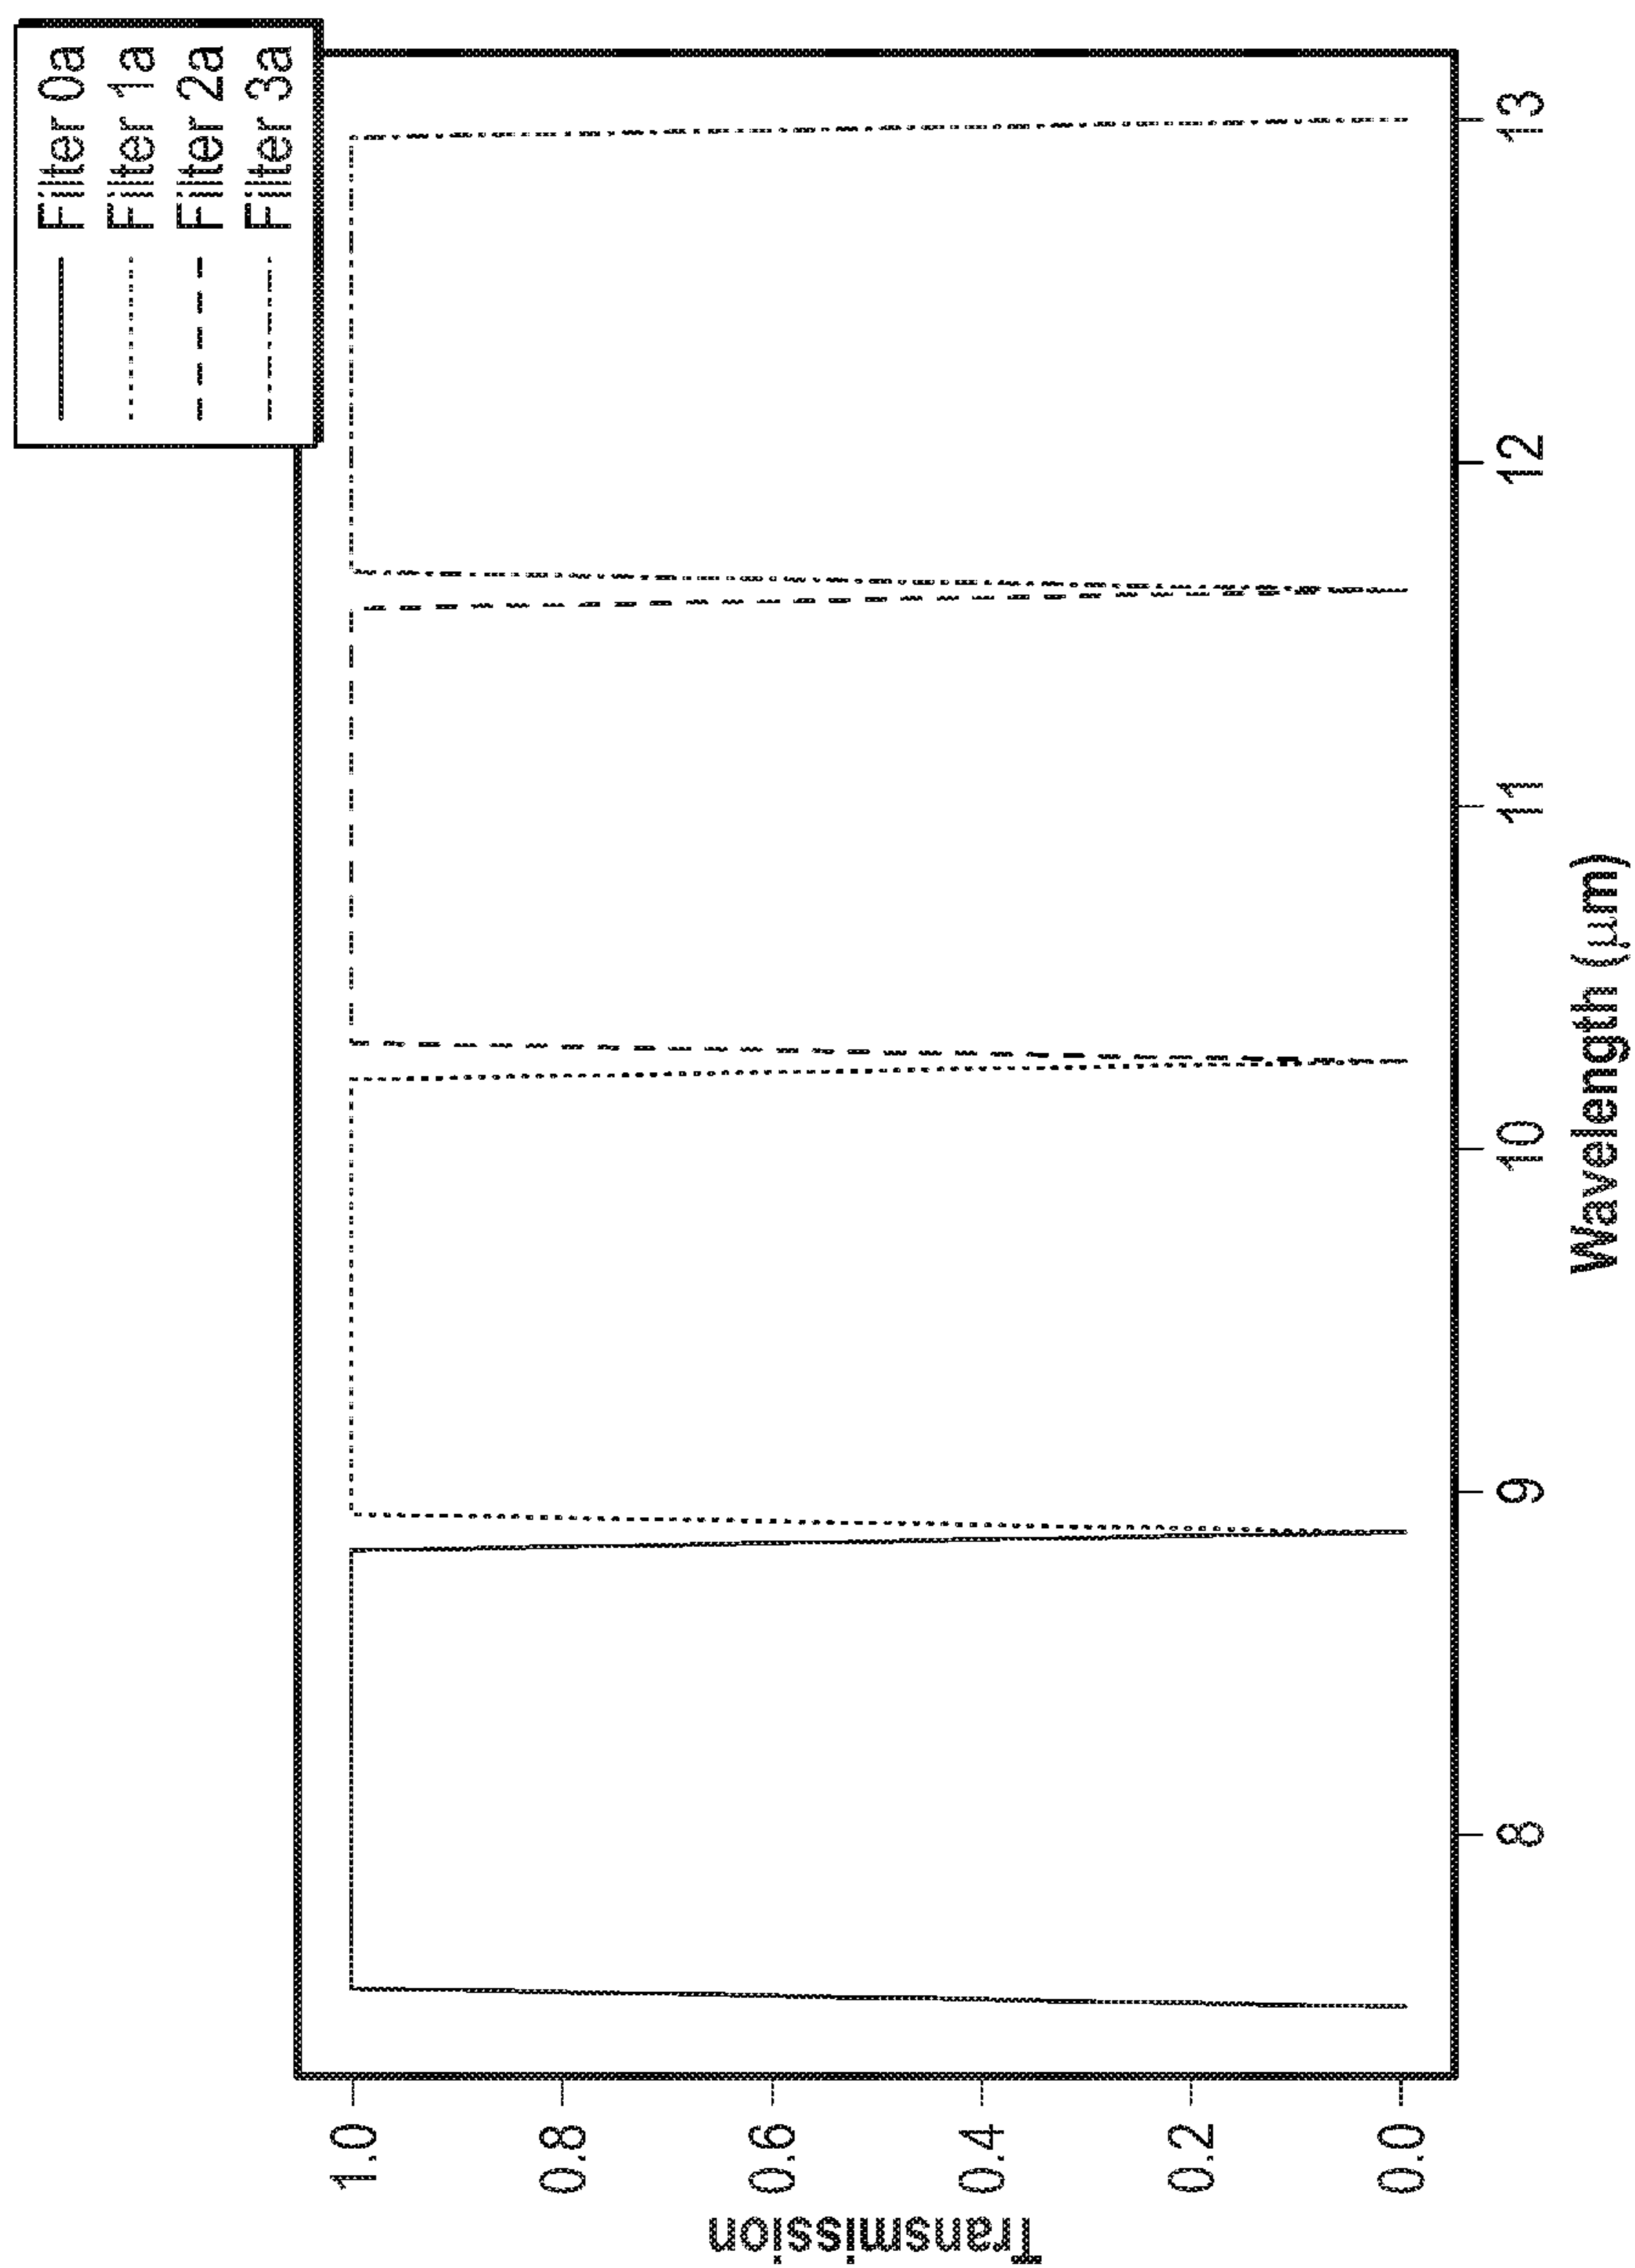 Filter 0a
Filter 1a
Filter 2a
Filter 3a
Transmission
1.0
0.8
0.6
0.4
0.2
0.0
8
9
10
11
12
13
Wavelength (μm)